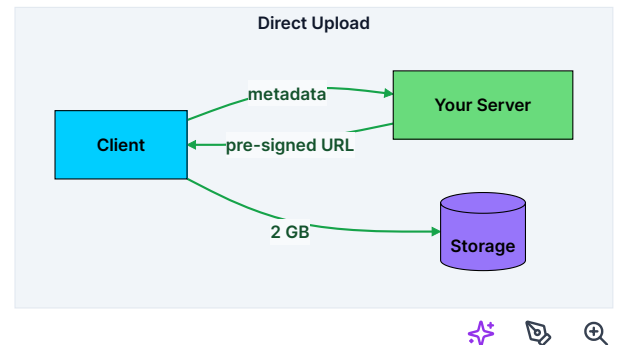 Direct Upload
metadata
Your Server
Client
pre-signed URL
2 GB
Storage